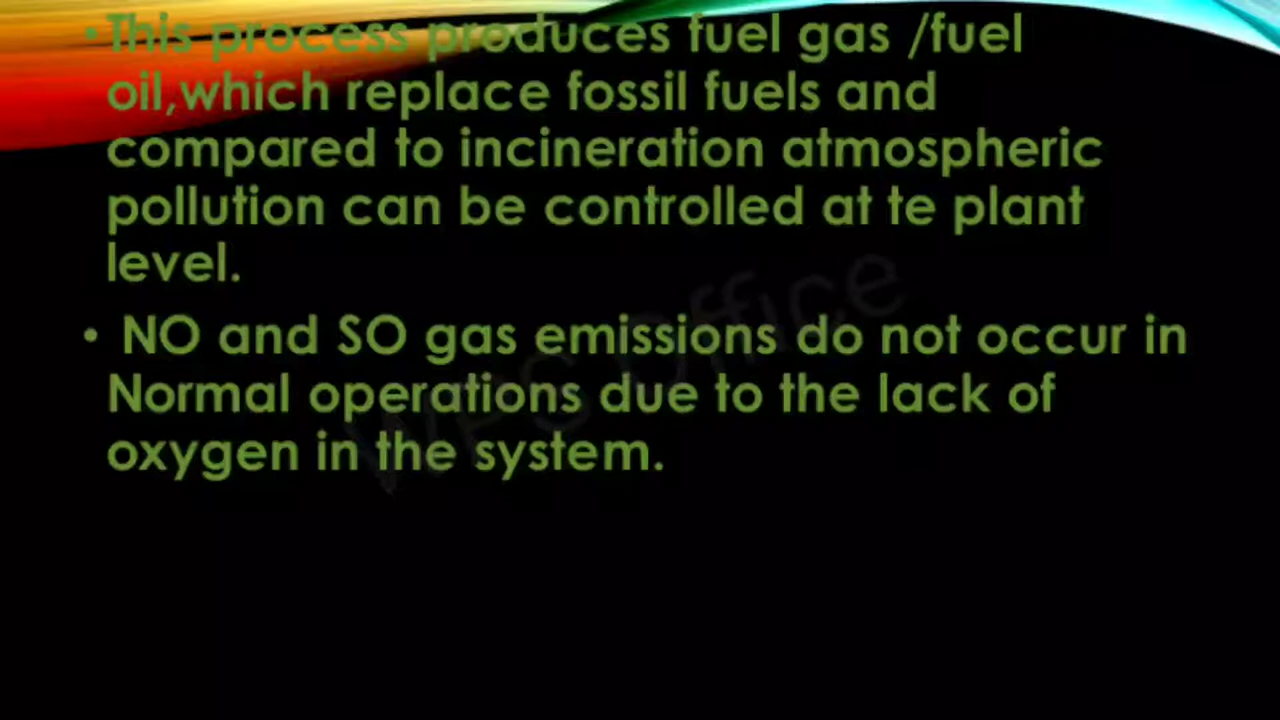 •This process produces fuel gas /fuel
oil,which replace fossil fuels and
compared to incineration atmospheric
pollution can be controlled at te plant
level.
• NO and SO gas emissions do not occur in
Normal operations due to the lack of
oxygen in the system.
WPS Office